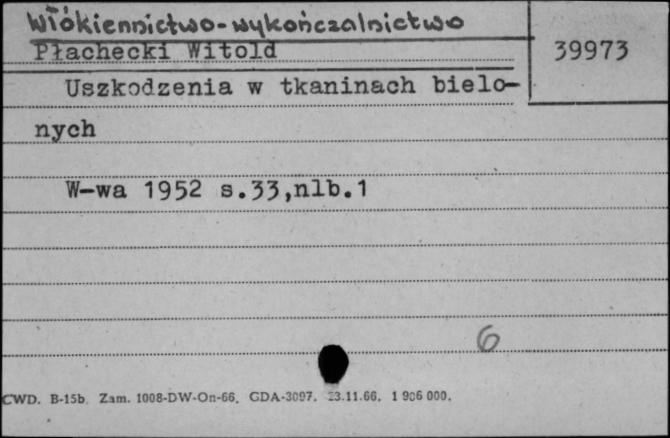 Włókiennictwo-wykończalnictwo
Płachecki Witold
39973
Uszkodzenia w tkaninach bielo-
nych
W-wa 1952 s.33,nlb.1
6
CWD. B-15b. Zam. 1008-DW-On-66. GDA-3097. 23.11.66. 1 906 000.